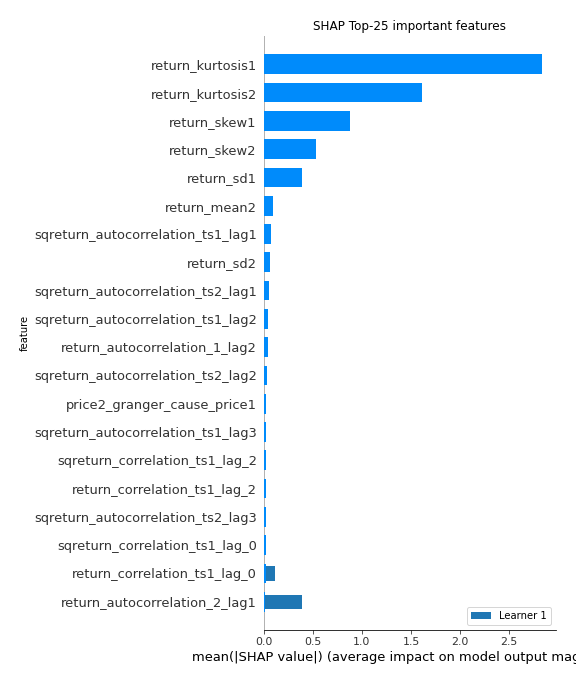 SHAP Top-25 important features
return_kurtosis1
return_kurtosis2
return_skew1
return_skew2
return_sd1
return_mean2
sqreturn_autocorrelation_ts1_lag1
return_sd2
sqreturn_autocorrelation_ts2_lag1
sqreturn_autocorrelation_ts1_lag2
return_autocorrelation_1_lag2
sqreturn_autocorrelation_ts2_lag2
price2_granger_cause_price1
sqreturn_autocorrelation_ts1_lag3
sqreturn_correlation_ts1_lag_2
return_correlation_ts1_lag_2
sqreturn_autocorrelation_ts2_lag3
sqreturn_correlation_ts1_lag_0
return_correlation_ts1_lag_0
return_autocorrelation_2_lag1
feature
Learner 1
0.0 0.5 1.0 1.5 2.0 2.5
mean(|SHAP value|) (average impact on model output mag